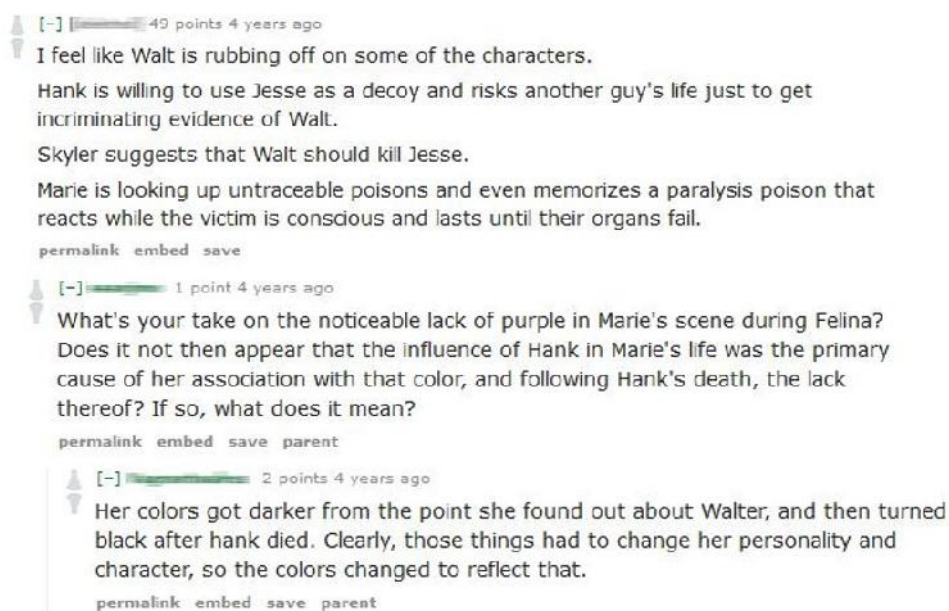 [-] 49 points 4 years ago
I feel like Walt is rubbing off on some of the characters.
Hank is willing to use Jesse as a decoy and risks another guy's life just to get
incriminating evidence of Walt.
Skyler suggests that Walt should kill Jesse.
Marie is looking up untraceable poisons and even memorizes a paralysis poison that
reacts while the victim is conscious and lasts until their organs fail.
permalink embed save
[-] 1 point 4 years ago
What's your take on the noticeable lack of purple in Marie's scene during Felina?
Does it not then appear that the influence of Hank in Marie's life was the primary
cause of her association with that color, and following Hank's death, the lack
thereof? If so, what does it mean?
permalink embed save parent
[-] 2 points 4 years ago
Her colors got darker from the point she found out about Walter, and then turned
black after hank died. Clearly, those things had to change her personality and
character, so the colors changed to reflect that.
permalink embed save parent